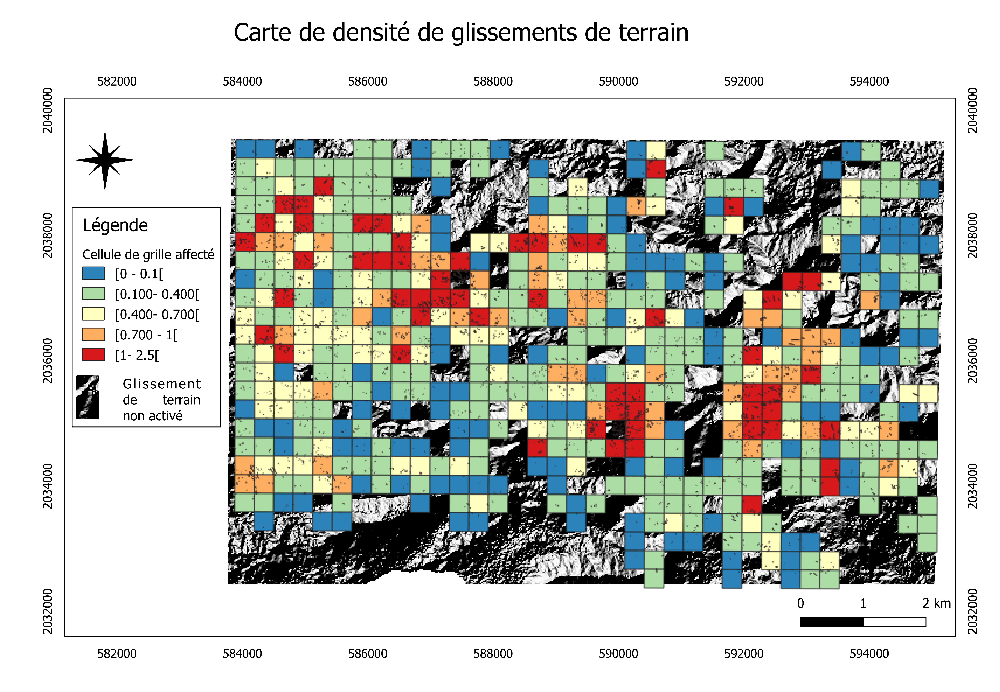 Carte de densité de glissements de terrain
582000 584000 586000 588000 590000 592000 594000
2040000 2040000
2038000 2038000
2036000 2036000
2034000 2034000
2032000 2032000
Légende
Cellule de grille affecté
[0 - 0.1[
[0.100- 0.400[
[0.400- 0.700[
[0.700 - 1[
[1- 2.5[
Glissement
de terrain
non activé
0 1 2 km
582000 584000 586000 588000 590000 592000 594000